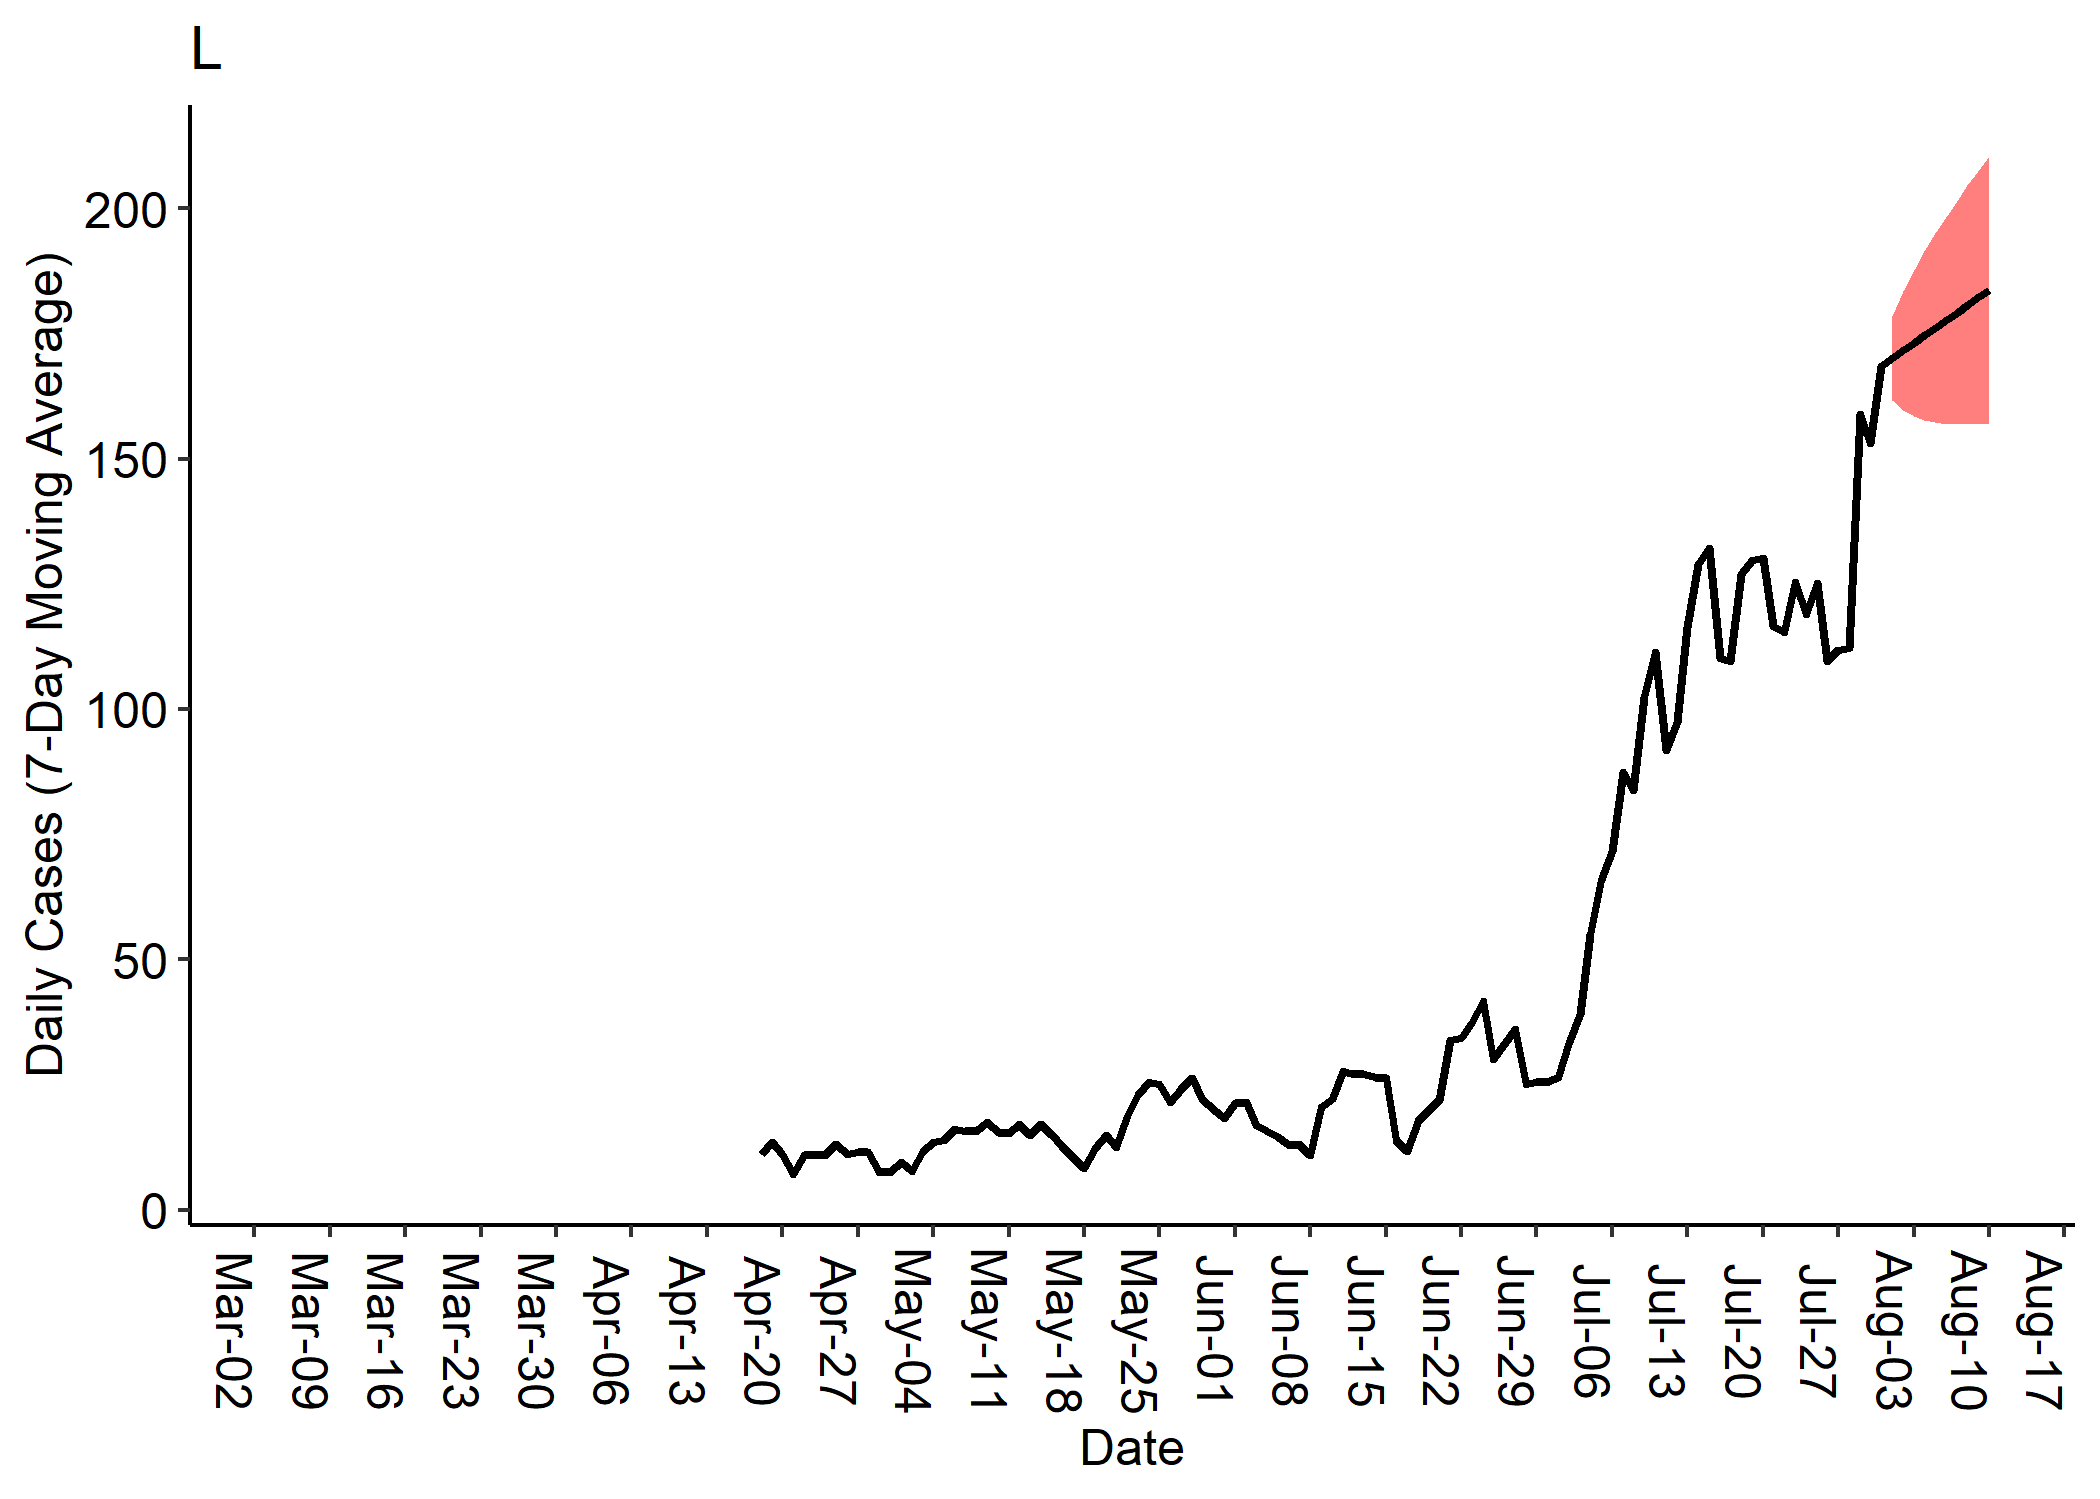 L
Daily Cases (7-Day Moving Average)
200
150
100
50
0
Mar-02
Mar-09
Mar-16
Mar-23
Mar-30
Apr-06
Apr-13
Apr-20
Apr-27
May-04
May-11
May-18
May-25
Jun-01
Jun-08
Jun-15
Jun-22
Jun-29
Jul-06
Jul-13
Jul-20
Jul-27
Aug-03
Aug-10
Aug-17
Date